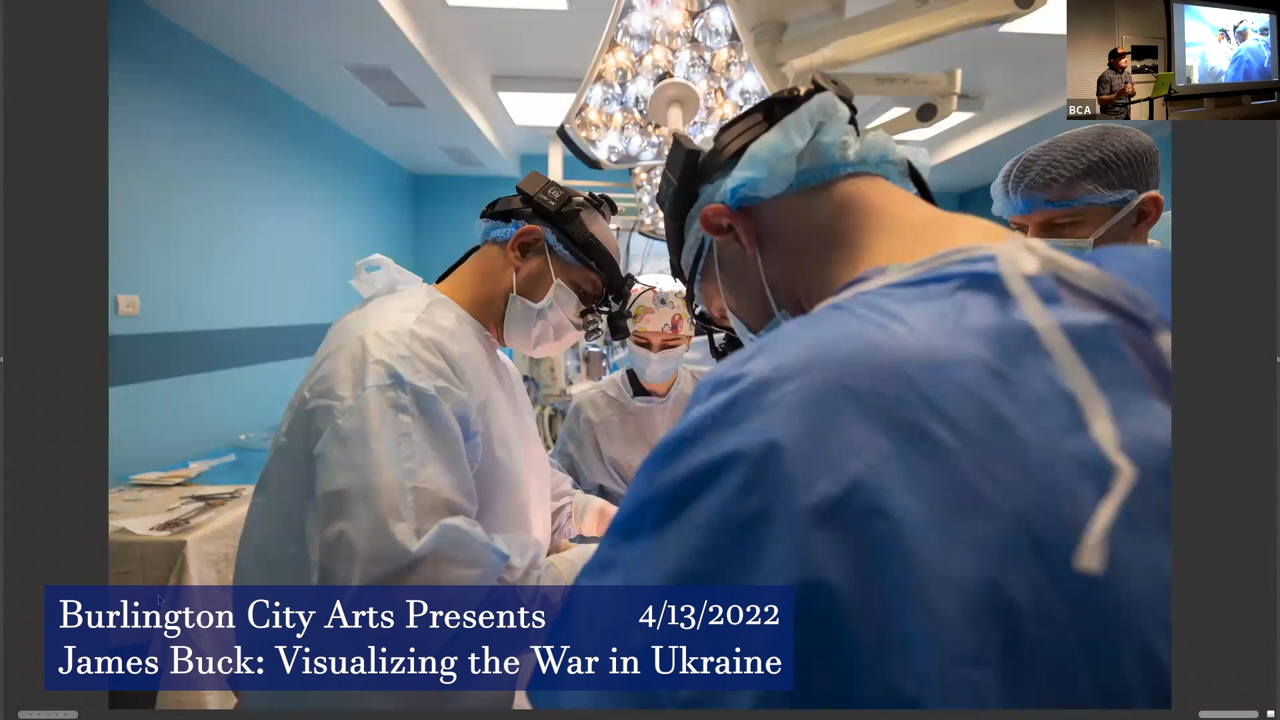 BCA
Burlington City Arts Presents 4/13/2022
James Buck: Visualizing the War in Ukraine